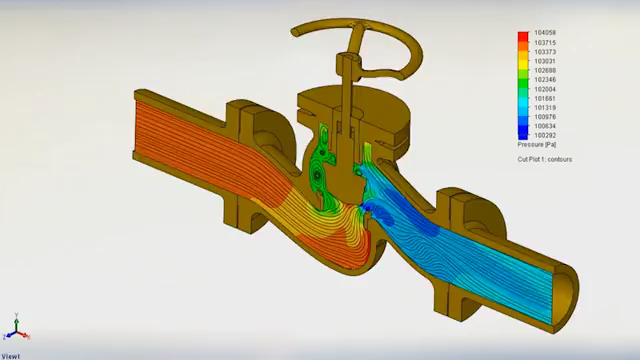 104058
103715
103373
103031
102688
102346
102004
101661
101319
100976
100634
100292
Pressure [Pa]
Cut Plot 1: contours
Y
Z
X
View1